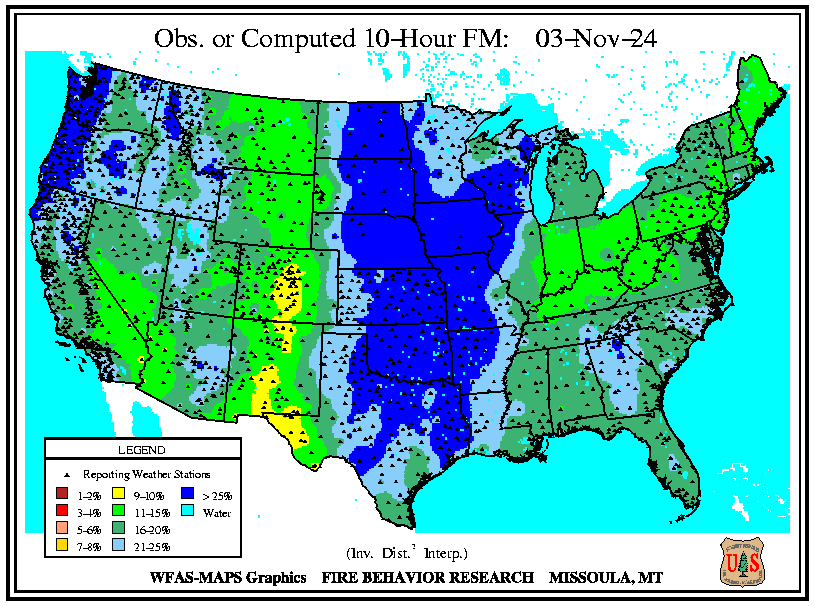 Obs. or Computed 10-Hour FM: 03-Nov-24
LEGEND
Reporting Weather Stations
1-2% 9-10% > 25%
3-4% 11-15% Water
5-6% 16-20%
7-8% 21-25%
(Inv. Dist.² Interp.)
WFAS-MAPS Graphics FIRE BEHAVIOR RESEARCH MISSOULA, MT
U S